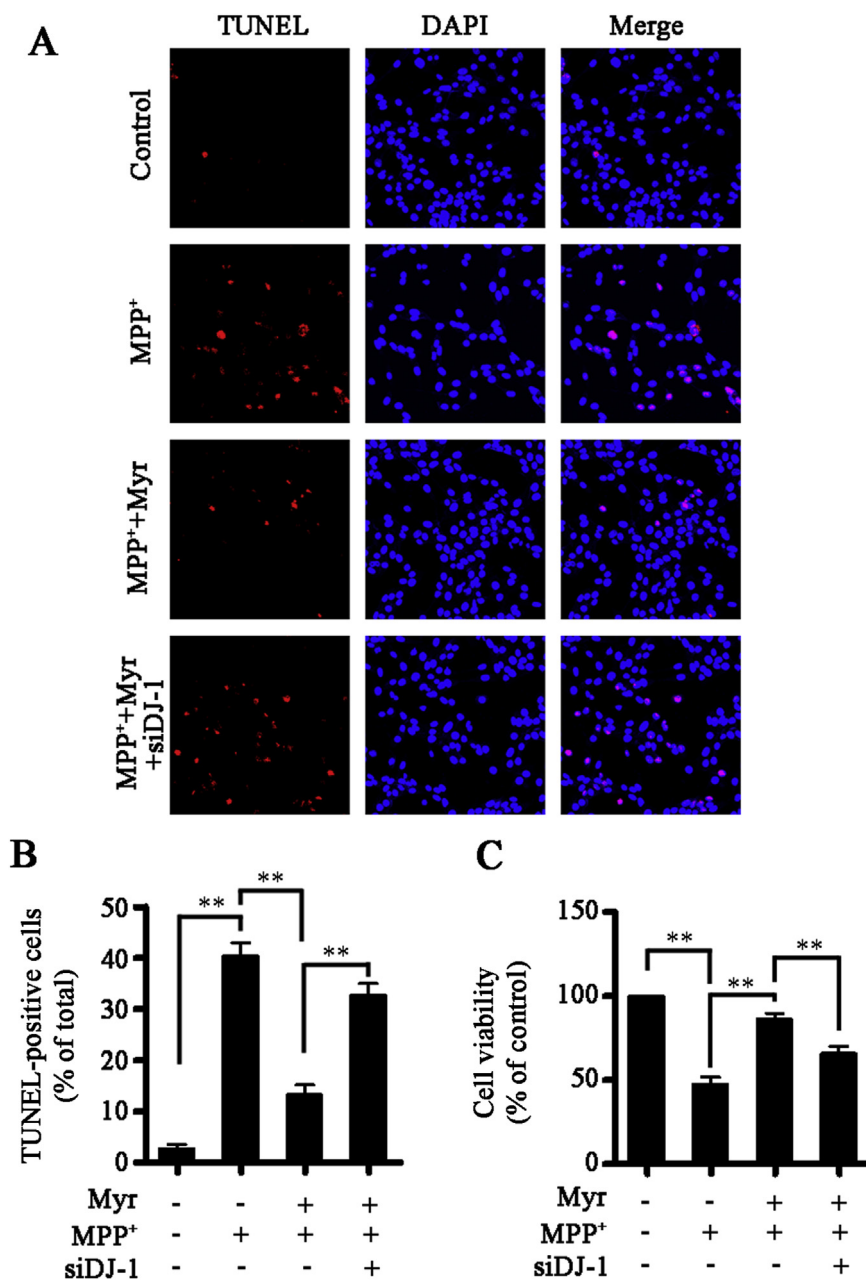 A
TUNEL DAPI Merge
Control
MPP⁺
MPP⁺+Myr
MPP⁺+Myr
+siDJ-1
B
TUNEL-positive cells
(% of total)
50
40
30
20
10
0
** ** **
Myr - - + +
MPP⁺ - + + +
siDJ-1 - - - +
C
Cell viability
(% of control)
150
100
50
0
** ** **
Myr - - + +
MPP⁺ - + + +
siDJ-1 - - - +